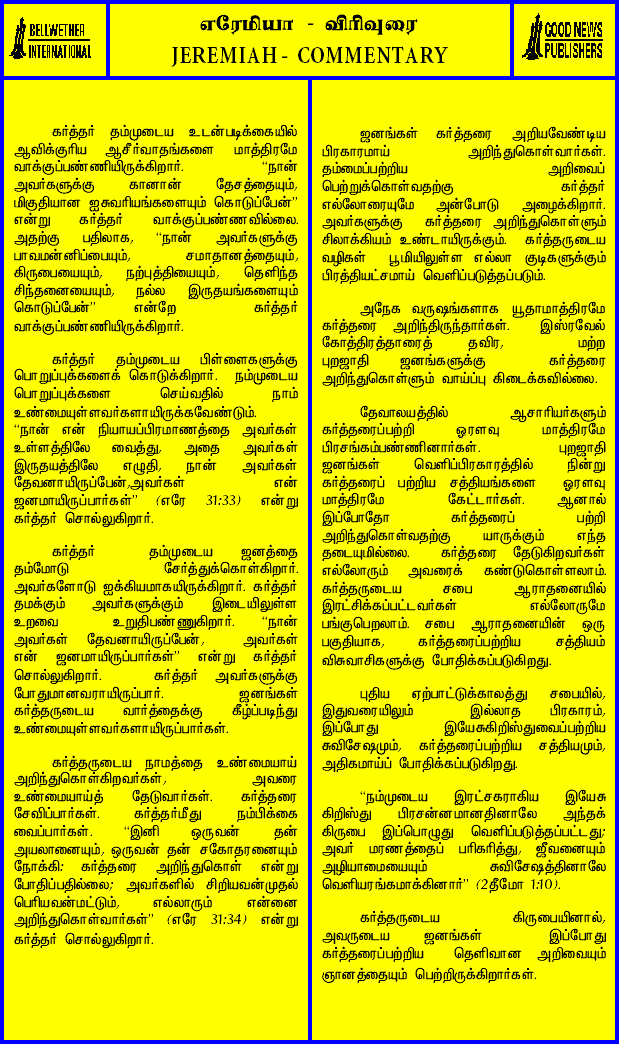 BELLWETHER
INTERNATIONAL
எரேமியா - விரிவுரை
JEREMIAH - COMMENTARY
GOOD NEWS
PUBLISHERS
கர்த்தர் தம்முடைய உடன்படிக்கையில்
ஆவிக்குரிய ஆசீர்வாதங்களை மாத்திரமே
வாக்குப்பண்ணியிருக்கிறார். “நான்
அவர்களுக்கு கானான் தேசத்தையும்,
மிகுதியான ஐசுவரியங்களையும் கொடுப்பேன்”
என்று கர்த்தர் வாக்குப்பண்ணவில்லை.
அதற்கு பதிலாக, “நான் அவர்களுக்கு
பாவமன்னிப்பையும், சமாதானத்தையும்,
கிருபையையும், நற்புத்தியையும், தெளிந்த
சிந்தனையையும், நல்ல இருதயங்களையும்
கொடுப்பேன்” என்றே கர்த்தர்
வாக்குப்பண்ணியிருக்கிறார்.
கர்த்தர் தம்முடைய பிள்ளைகளுக்கு
பொறுப்புக்களைக் கொடுக்கிறார். நம்முடைய
பொறுப்புக்களை செய்வதில் நாம்
உண்மையுள்ளவர்களாயிருக்கவேண்டும்.
“நான் என் நியாயப்பிரமாணத்தை அவர்கள்
உள்ளத்திலே வைத்து, அதை அவர்கள்
இருதயத்திலே எழுதி, நான் அவர்கள்
தேவனாயிருப்பேன்,அவர்கள் என்
ஜனமாயிருப்பார்கள்” (எரே 31:33) என்று
கர்த்தர் சொல்லுகிறார்.
கர்த்தர் தம்முடைய ஜனத்தை
தம்மோடு சேர்த்துக்கொள்கிறார்.
அவர்களோடு ஐக்கியமாகயிருக்கிறார். கர்த்தர்
தமக்கும் அவர்களுக்கும் இடையிலுள்ள
உறவை உறுதிபண்ணுகிறார். “நான்
அவர்கள் தேவனாயிருப்பேன், அவர்கள்
என் ஜனமாயிருப்பார்கள்” என்று கர்த்தர்
சொல்லுகிறார். கர்த்தர் அவர்களுக்கு
போதுமானவராயிருப்பார். ஜனங்கள்
கர்த்தருடைய வார்த்தைக்கு கீழ்ப்படிந்து
உண்மையுள்ளவர்களாயிருப்பார்கள்.
கர்த்தருடைய நாமத்தை உண்மையாய்
அறிந்துகொள்கிறவர்கள், அவரை
உண்மையாய்த் தேடுவார்கள். கர்த்தரை
சேவிப்பார்கள். கர்த்தர்மீது நம்பிக்கை
வைப்பார்கள். “இனி ஒருவன் தன்
அயலானையும், ஒருவன் தன் சகோதரனையும்
நோக்கி: கர்த்தரை அறிந்துகொள் என்று
போதிப்பதில்லை; அவர்களில் சிறியவன்முதல்
பெரியவன்மட்டும், எல்லாரும் என்னை
அறிந்துகொள்வார்கள்” (எரே 31:34) என்று
கர்த்தர் சொல்லுகிறார்.
ஜனங்கள் கர்த்தரை அறியவேண்டிய
பிரகாரமாய் அறிந்துகொள்வார்கள்.
தம்மைப்பற்றிய அறிவைப்
பெற்றுக்கொள்வதற்கு கர்த்தர்
எல்லோரையுமே அன்போடு அழைக்கிறார்.
அவர்களுக்கு கர்த்தரை அறிந்துகொள்ளும்
சிலாக்கியம் உண்டாயிருக்கும். கர்த்தருடைய
வழிகள் பூமியிலுள்ள எல்லா குடிகளுக்கும்
பிரத்தியட்சமாய் வெளிப்படுத்தப்படும்.
அநேக வருஷங்களாக யூதாமாத்திரமே
கர்த்தரை அறிந்திருந்தார்கள். இஸ்ரவேல்
கோத்திரத்தாரைத் தவிர, மற்ற
புறஜாதி ஜனங்களுக்கு கர்த்தரை
அறிந்துகொள்ளும் வாய்ப்பு கிடைக்கவில்லை.
தேவாலயத்தில் ஆசாரியர்களும்
கர்த்தரைப்பற்றி ஓரளவு மாத்திரமே
பிரசங்கம்பண்ணினார்கள். புறஜாதி
ஜனங்கள் வெளிப்பிரகாரத்தில் நின்று
கர்த்தரைப் பற்றிய சத்தியங்களை ஓரளவு
மாத்திரமே கேட்டார்கள். ஆனால்
இப்போதோ கர்த்தரைப் பற்றி
அறிந்துகொள்வதற்கு யாருக்கும் எந்த
தடையுமில்லை. கர்த்தரை தேடுகிறவர்கள்
எல்லோரும் அவரைக் கண்டுகொள்ளலாம்.
கர்த்தருடைய சபை ஆராதனையில்
இரட்சிக்கப்பட்டவர்கள் எல்லோருமே
பங்குபெறலாம். சபை ஆராதனையின் ஒரு
பகுதியாக, கர்த்தரைப்பற்றிய சத்தியம்
விசுவாசிகளுக்கு போதிக்கப்படுகிறது.
புதிய ஏற்பாட்டுக்காலத்து சபையில்,
இதுவரையிலும் இல்லாத பிரகாரம்,
இப்போது இயேசுகிறிஸ்துவைப்பற்றிய
சுவிசேஷமும், கர்த்தரைப்பற்றிய சத்தியமும்,
அதிகமாய்ப் போதிக்கப்படுகிறது.
“நம்முடைய இரட்சகராகிய இயேசு
கிறிஸ்து பிரசன்னமானதினாலே அந்தக்
கிருபை இப்பொழுது வெளிப்படுத்தப்பட்டது;
அவர் மரணத்தைப் பரிகரித்து, ஜீவனையும்
அழியாமையையும் சுவிசேஷத்தினாலே
வெளியரங்கமாக்கினார்” (2தீமோ 1:10).
கர்த்தருடைய கிருபையினால்,
அவருடைய ஜனங்கள் இப்போது
கர்த்தரைப்பற்றிய தெளிவான அறிவையும்
ஞானத்தையும் பெற்றிருக்கிறார்கள்.